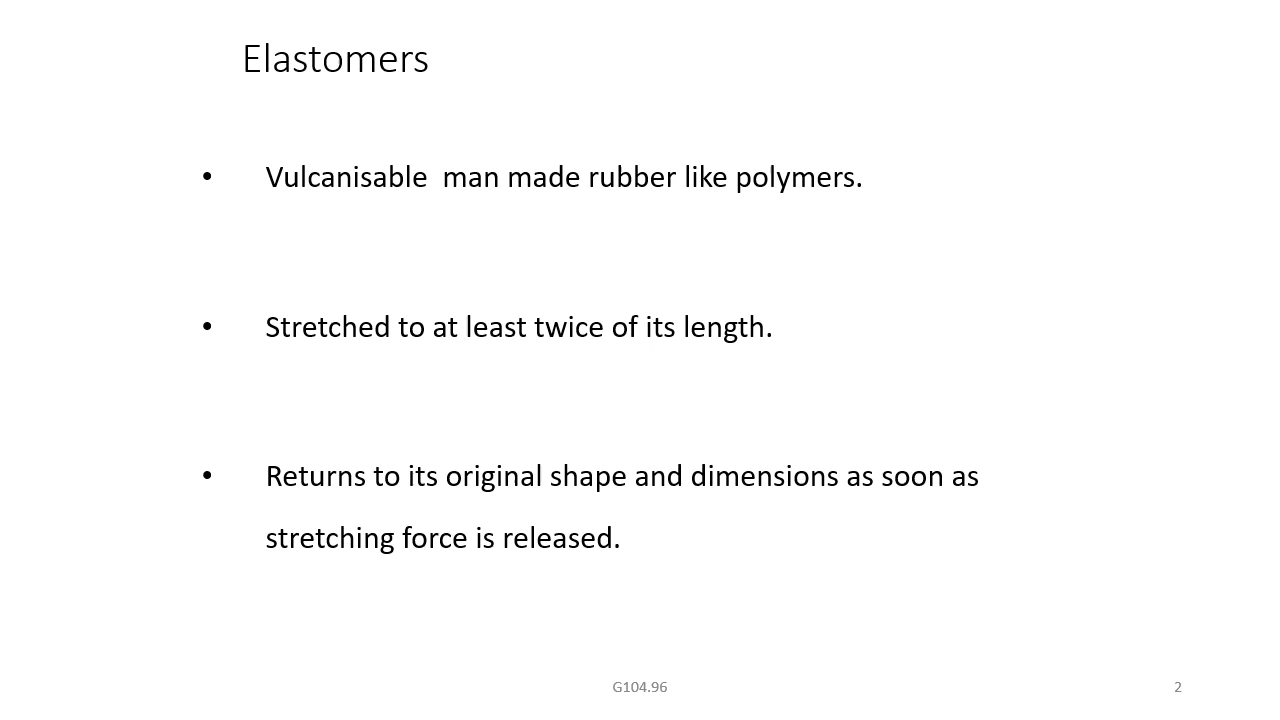 Elastomers
• Vulcanisable  man made rubber like polymers.
• Stretched to at least twice of its length.
• Returns to its original shape and dimensions as soon as
stretching force is released.
G104.96
2